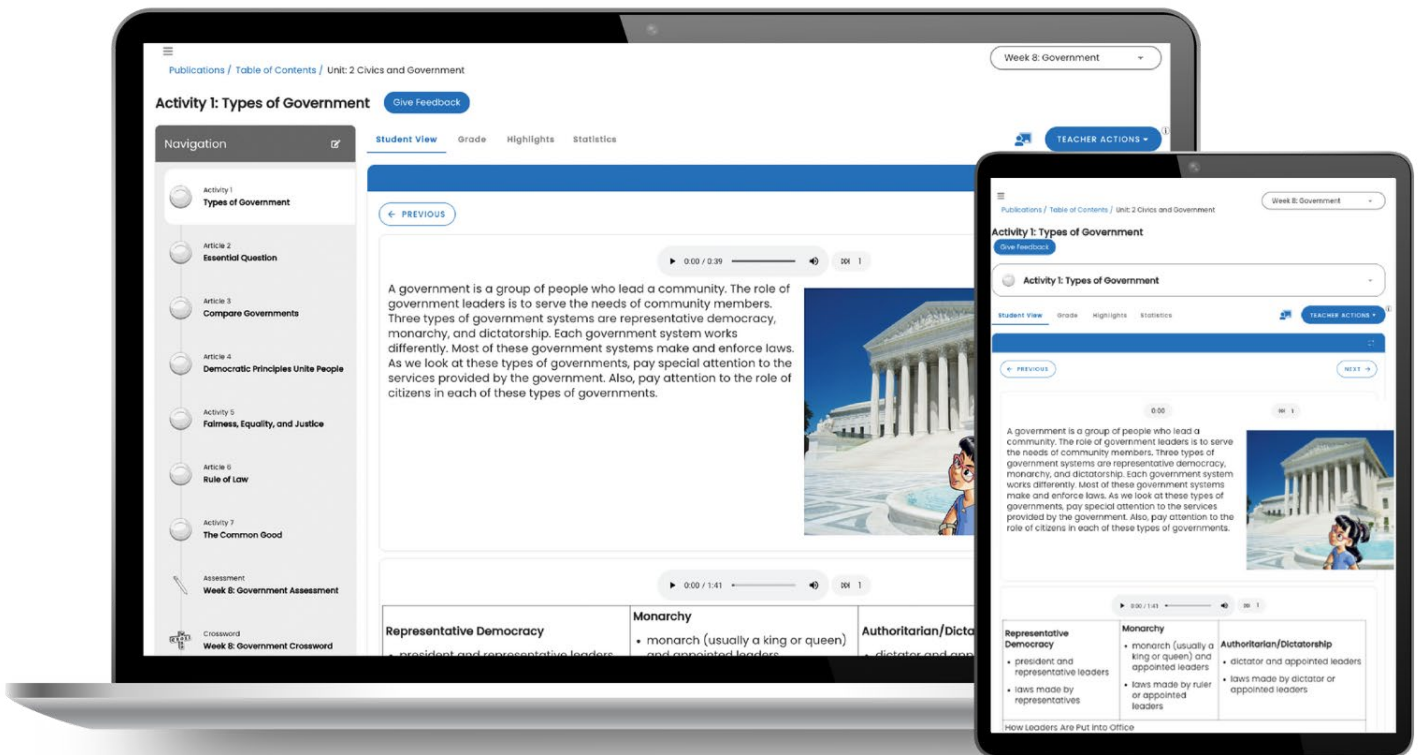 Publications / Table of Contents / Unit: 2 Civics and Government
Week 8: Government
Activity 1: Types of Government
Give Feedback
Navigation
Activity 1
Types of Government
Article 2
Essential Question
Article 3
Compare Governments
Article 4
Democratic Principles Unite People
Activity 5
Fairness, Equality, and Justice
Article 6
Rule of Law
Activity 7
The Common Good
Assessment
Week 8: Government Assessment
Crossword
Week 8: Government Crossword
Student View Grade Highlights Statistics
TEACHER ACTIONS
← PREVIOUS
0:00 / 0:39
1
A government is a group of people who lead a community. The role of
government leaders is to serve the needs of community members.
Three types of government systems are representative democracy,
monarchy, and dictatorship. Each government system works
differently. Most of these government systems make and enforce laws.
As we look at these types of governments, pay special attention to the
services provided by the government. Also, pay attention to the role of
citizens in each of these types of governments.
0:00 / 1:41
1
Representative Democracy
• president and representative leaders
Monarchy
• monarch (usually a king or queen)
and appointed leaders
Authoritarian/Dicta
• dictator and app
Publications / Table of Contents / Unit: 2 Civics and Government
Week 8: Government
Activity 1: Types of Government
Give Feedback
Activity 1: Types of Government
Student View Grade Highlights Statistics
TEACHER ACTIONS
← PREVIOUS
NEXT →
0:00
1
A government is a group of people who lead a
community. The role of government leaders is to serve
the needs of community members. Three types of
government systems are representative democracy,
monarchy, and dictatorship. Each government system
works differently. Most of these government systems
make and enforce laws. As we look at these types of
governments, pay special attention to the services
provided by the government. Also, pay attention to the
role of citizens in each of these types of governments.
0:00 / 1:41
1
Representative
Democracy
• president and
representative leaders
• laws made by
representatives
Monarchy
• monarch (usually a
king or queen) and
appointed leaders
• laws made by ruler
or appointed
leaders
Authoritarian/Dictatorship
• dictator and appointed leaders
• laws made by dictator or
appointed leaders
How Leaders Are Put Into Office